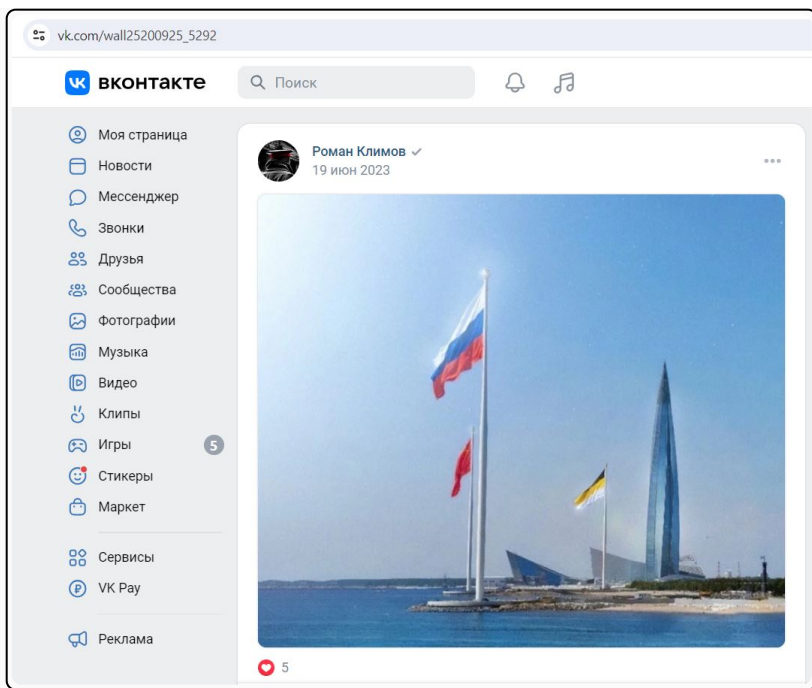 vk.com/wall25200925_5292
вконтакте
Поиск
Моя страница
Новости
Мессенджер
Звонки
Друзья
Сообщества
Фотографии
Музыка
Видео
Клипы
Игры 5
Стикеры
Маркет
Сервисы
VK Pay
Реклама
Роман Климов
19 июн 2023
5